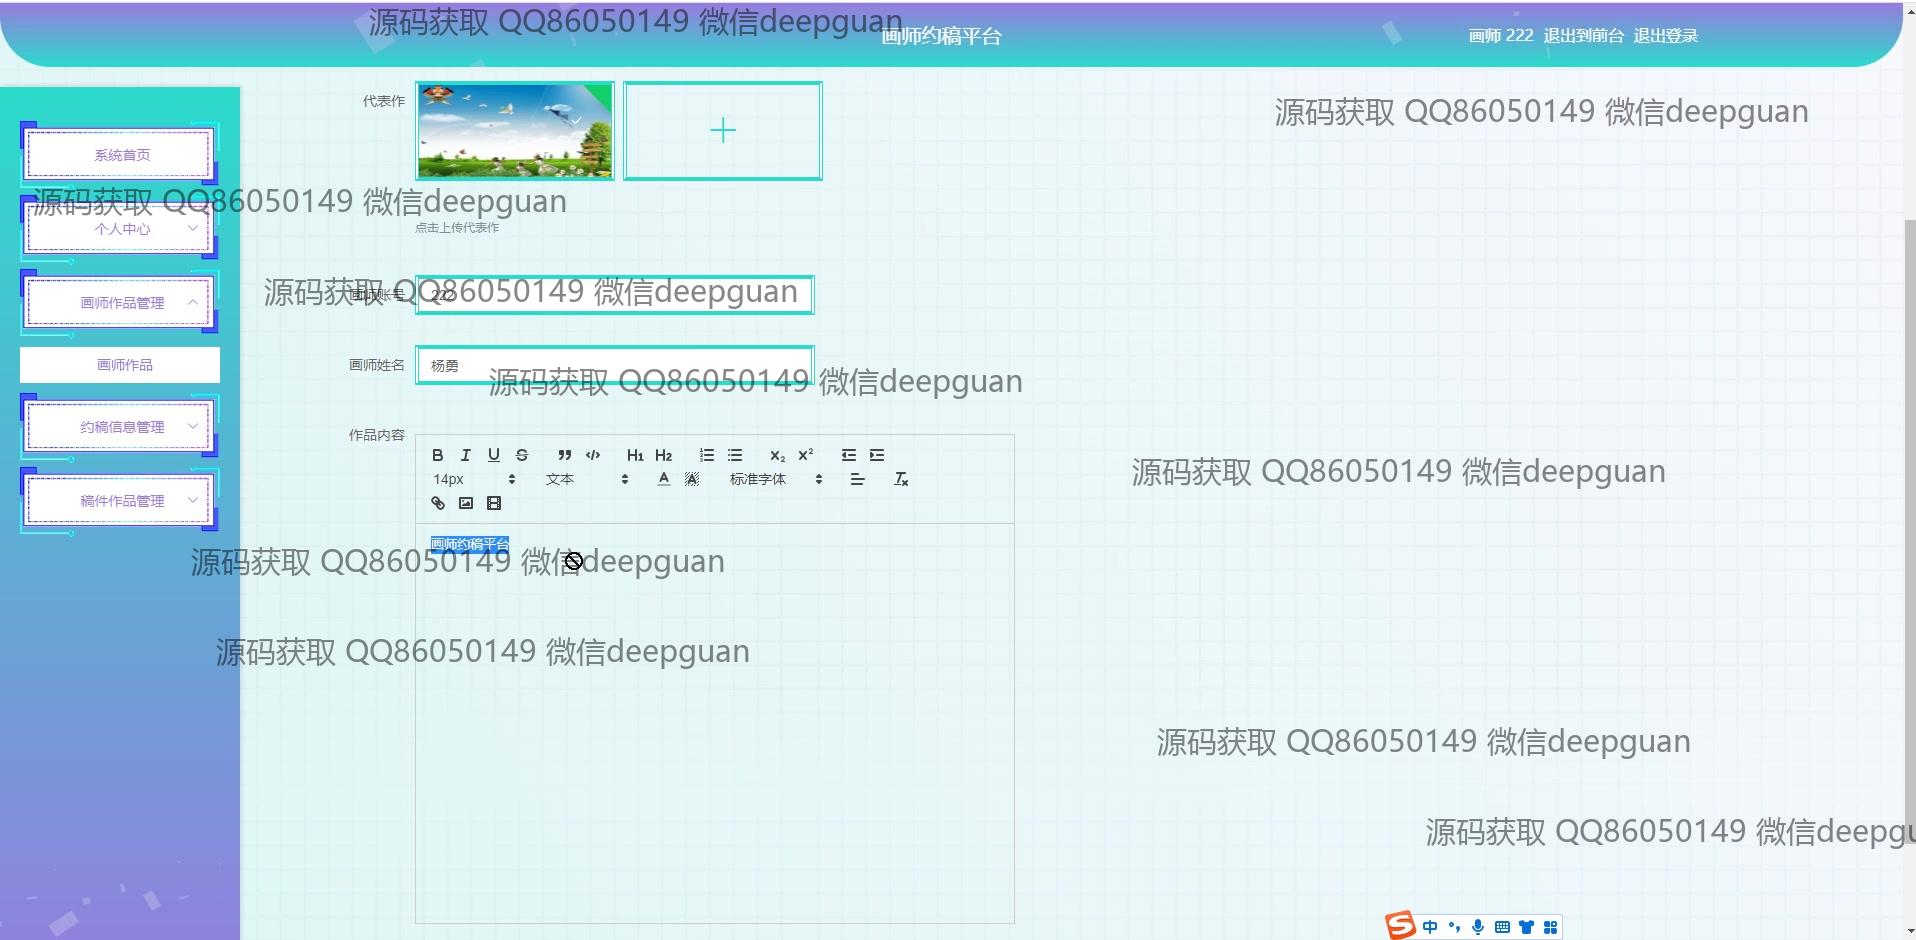 源码获取 QQ86050149 微信deepguan
画师约稿平台
画师 222 退出到前台 退出登录
代表作
源码获取 QQ86050149 微信deepguan
系统首页
源码获取 QQ86050149 微信deepguan
个人中心
点击上传代表作
源码获取 QQ86050149 微信deepguan
画师账号 222
画师作品管理
画师作品
画师姓名 杨勇
源码获取 QQ86050149 微信deepguan
约稿信息管理
作品内容
B I U S H1 H2 X₂ X²
14px 文本 A A 标准字体 Tx
源码获取 QQ86050149 微信deepguan
稿件作品管理
画师约稿平台
源码获取 QQ86050149 微信deepguan
源码获取 QQ86050149 微信deepguan
源码获取 QQ86050149 微信deepguan
源码获取 QQ86050149 微信deepgu
S 中